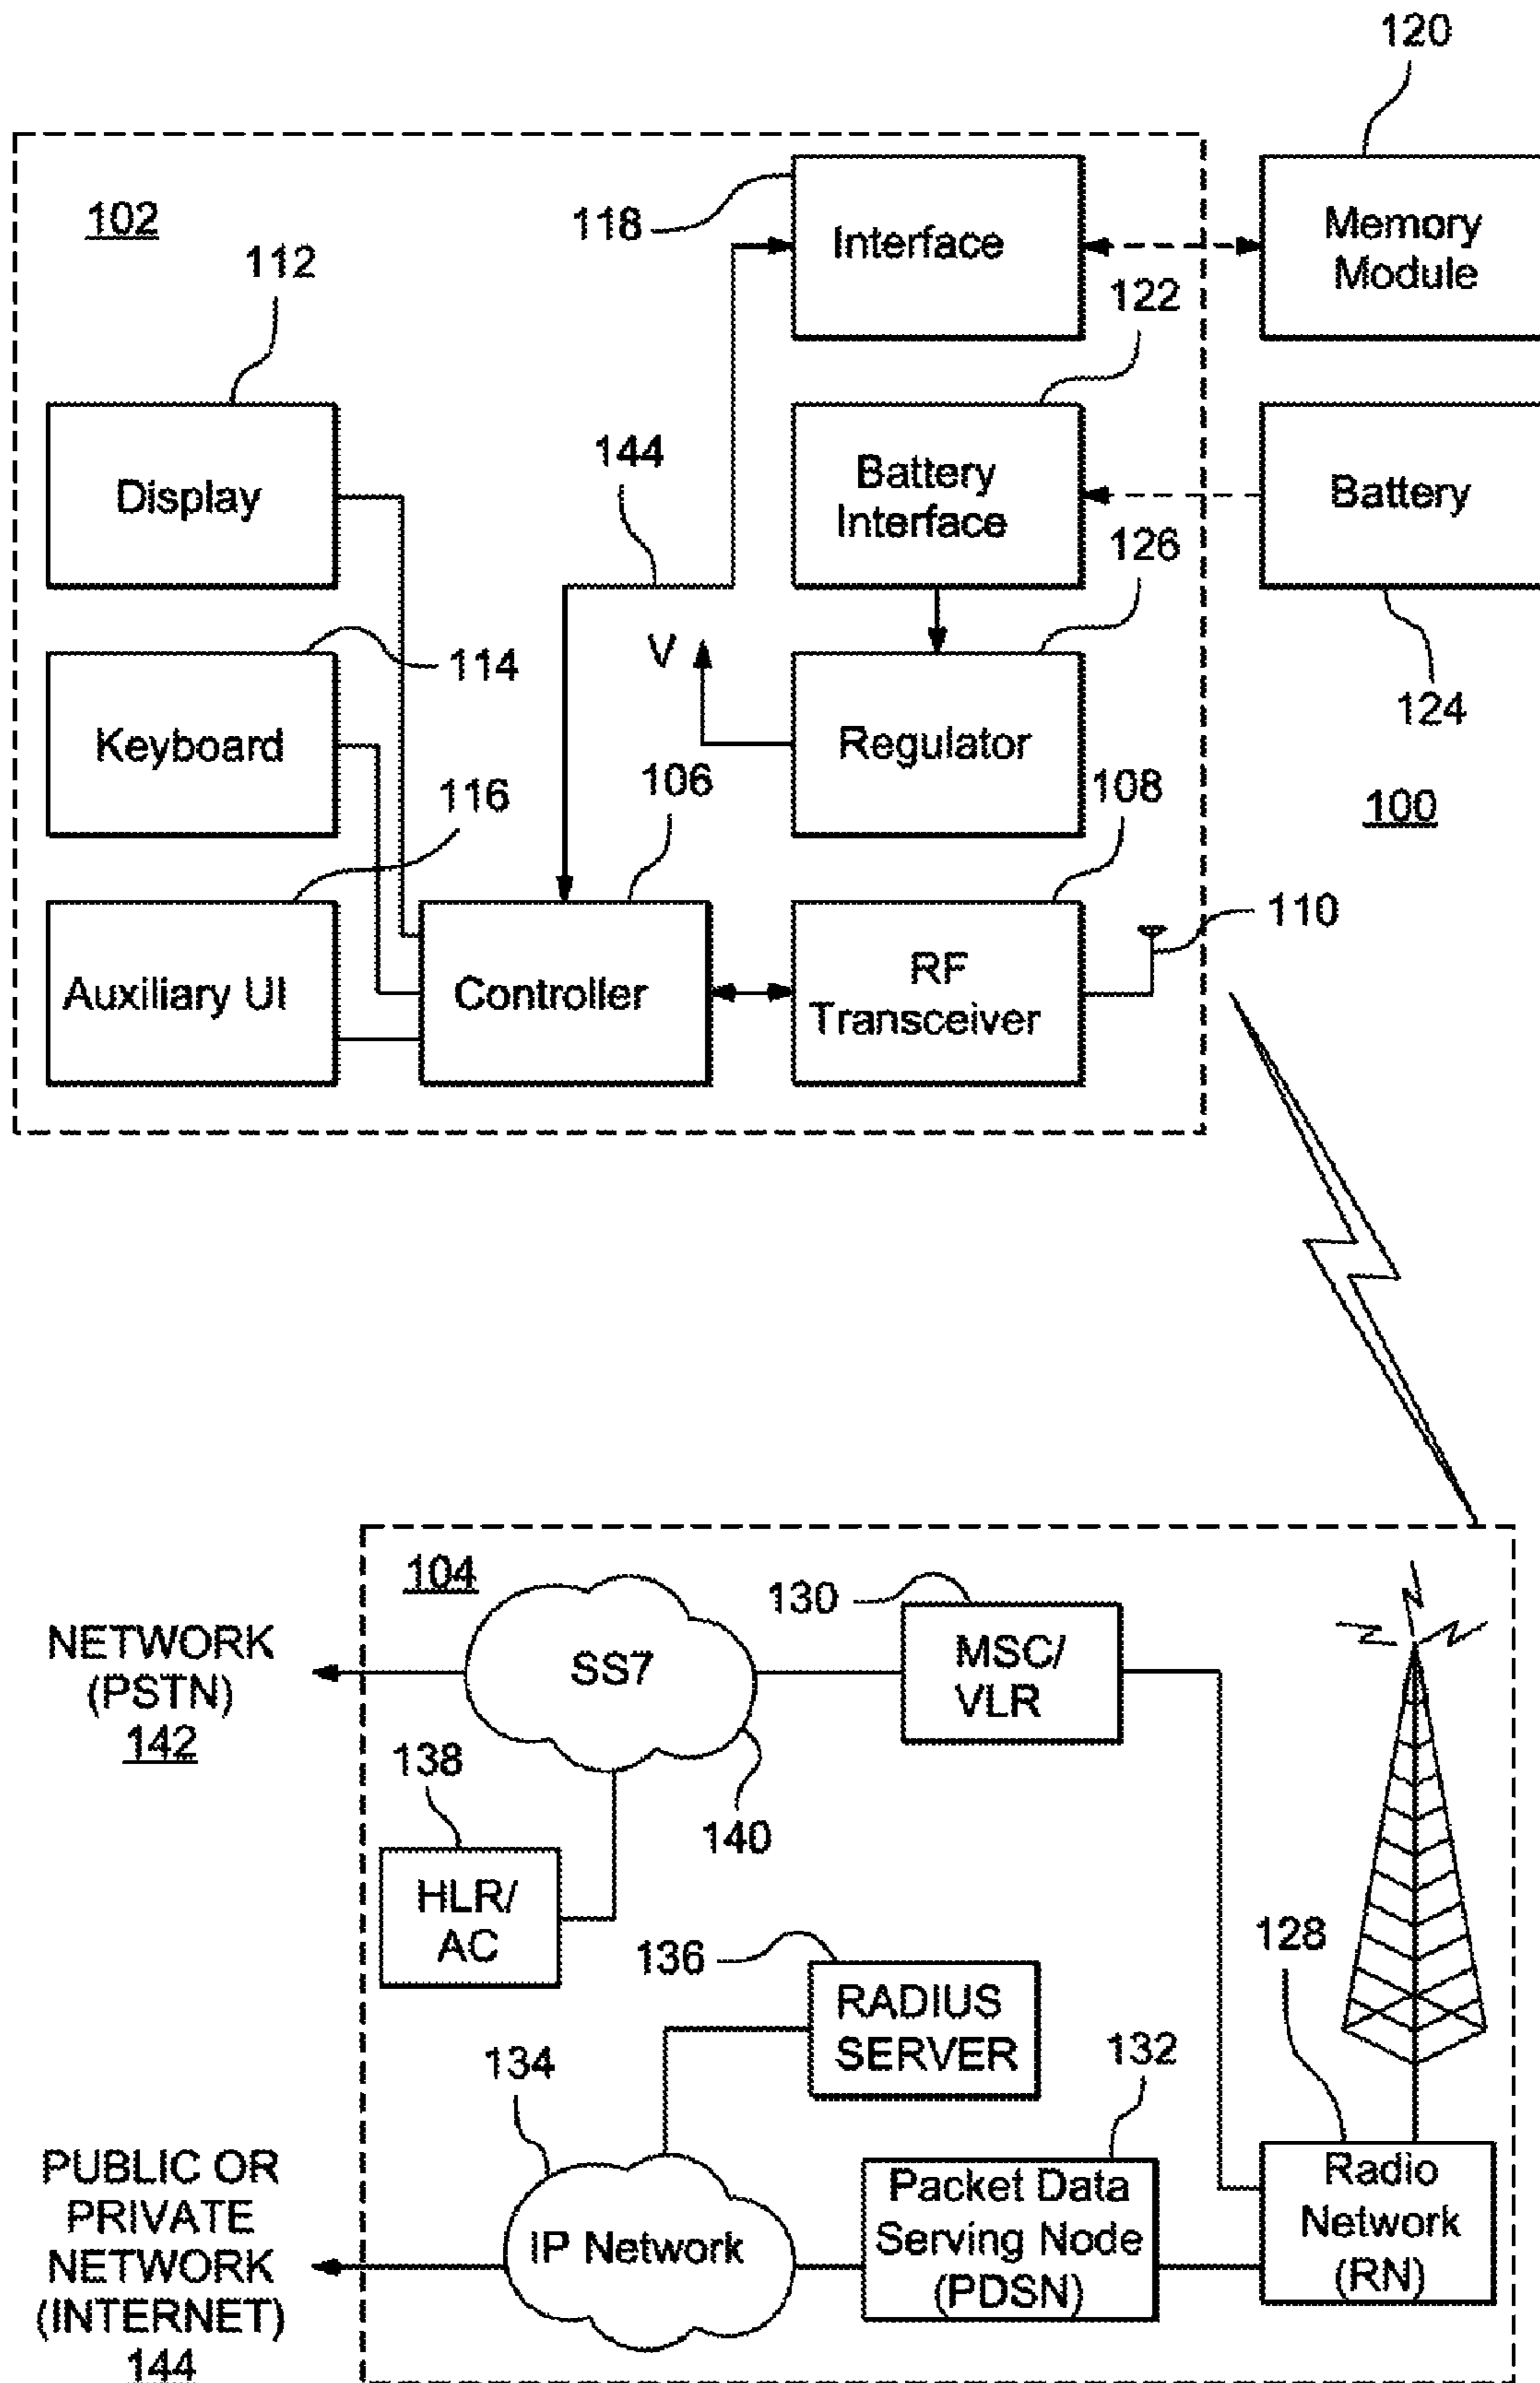 120
102
118
Interface
Memory
Module
112
122
144
Display
Battery
Interface
Battery
126
124
114
V
Keyboard
Regulator
116
106
108
100
110
Auxiliary UI
Controller
RF
Transceiver
104
130
NETWORK
(PSTN)
142
SS7
MSC/
VLR
138
140
HLR/
AC
136
128
RADIUS
SERVER
134
132
PUBLIC OR
PRIVATE
NETWORK
(INTERNET)
144
IP Network
Packet Data
Serving Node
(PDSN)
Radio
Network
(RN)